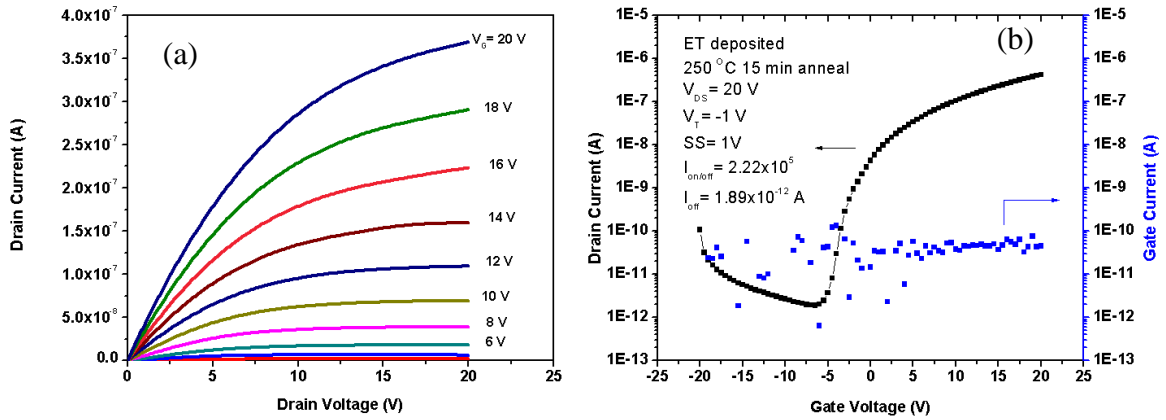 (a)
4.0x10⁻⁷
3.5x10⁻⁷
3.0x10⁻⁷
2.5x10⁻⁷
2.0x10⁻⁷
1.5x10⁻⁷
1.0x10⁻⁷
5.0x10⁻⁸
0.0
Drain Current (A)
V_G= 20 V
18 V
16 V
14 V
12 V
10 V
8 V
6 V
0 5 10 15 20 25
Drain Voltage (V)
(b)
1E-5
1E-6
1E-7
1E-8
1E-9
1E-10
1E-11
1E-12
1E-13
Drain Current (A)
ET deposited
250 °C 15 min anneal
V_DS = 20 V
V_T = -1 V
SS= 1V
I_on/off = 2.22x10⁵
I_off = 1.89x10⁻¹² A
1E-5
1E-6
1E-7
1E-8
1E-9
1E-10
1E-11
1E-12
1E-13
Gate Current (A)
-25 -20 -15 -10 -5 0 5 10 15 20 25
Gate Voltage (V)